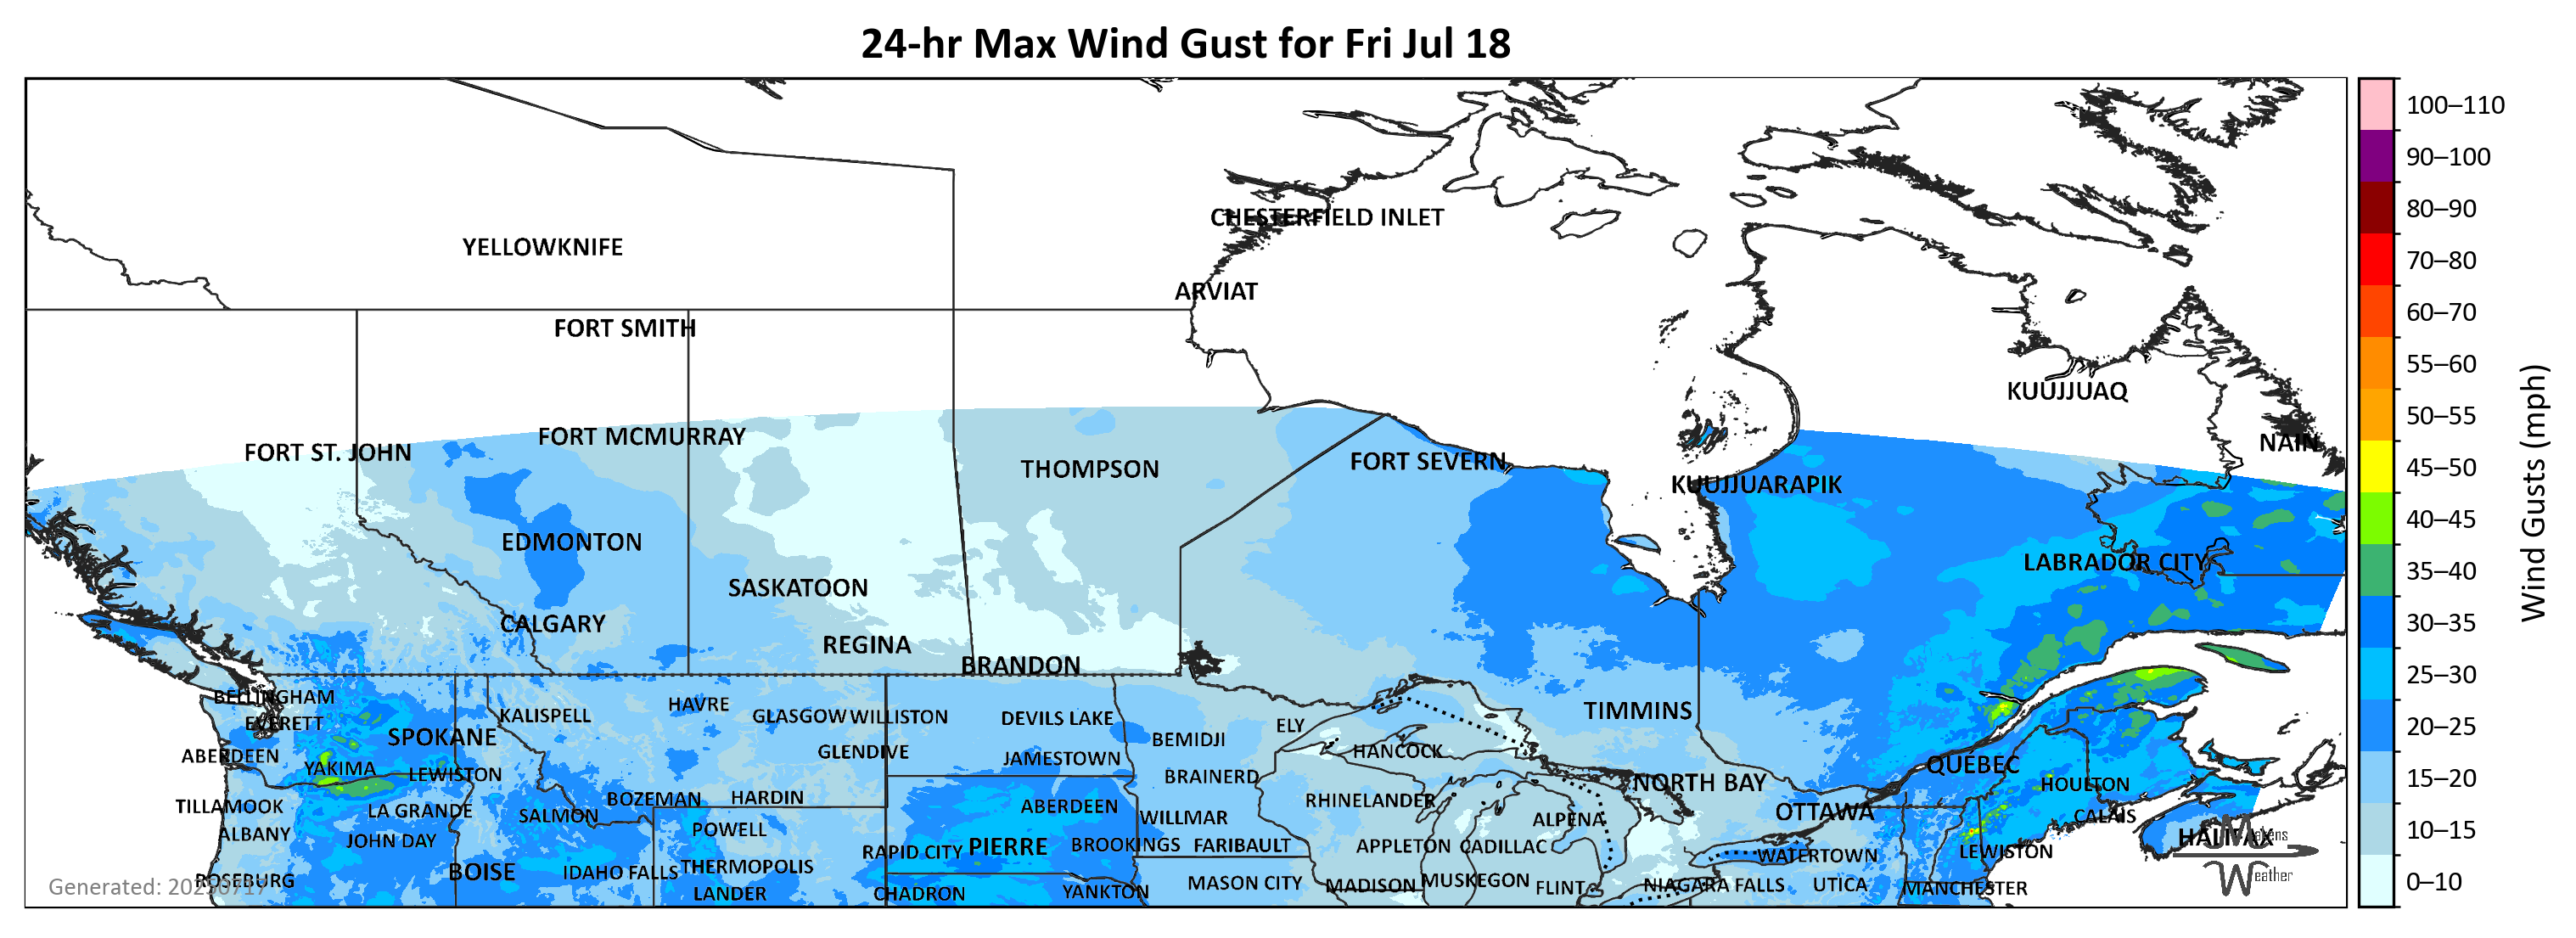 24-hr Max Wind Gust for Fri Jul 18
100–110
90–100
80–90
70–80
60–70
55–60
50–55
45–50
40–45
35–40
30–35
25–30
20–25
15–20
10–15
0–10
Wind Gusts (mph)
CHESTERFIELD INLET
YELLOWKNIFE
ARVIAT
FORT SMITH
KUUJJUAQ
FORT MCMURRAY
NAIN
FORT ST. JOHN
FORT SEVERN
THOMPSON
KUUJJUARAPIK
EDMONTON
LABRADOR CITY
SASKATOON
CALGARY
REGINA
BRANDON
BELLINGHAM
HAVRE
TIMMINS
KALISPELL
GLASGOW
WILLISTON
DEVILS LAKE
EVERETT
ELY
SPOKANE
BEMIDJI
GLENDIVE
HANCOCK
ABERDEEN
JAMESTOWN
QUEBEC
YAKIMA
LEWISTON
BRAINERD
NORTH BAY
HOULTON
BOZEMAN
HARDIN
RHINELANDER
TILLAMOOK
ABERDEEN
LA GRANDE
OTTAWA
SALMON
CALAIS
WILLMAR
ALPENA
POWELL
ALBANY
HALIFAX
Makens
JOHN DAY
PIERRE
BROOKINGS
FARIBAULT
APPLETON
CADILLAC
RAPID CITY
LEWISTON
WATERTOWN
THERMOPOLIS
BOISE
IDAHO FALLS
Weather
ROSEBURG
MUSKEGON
MASON CITY
MADISON
NIAGARA FALLS
UTICA
Generated: 20250717
FLINT
MANCHESTER
YANKTON
LANDER
CHADRON